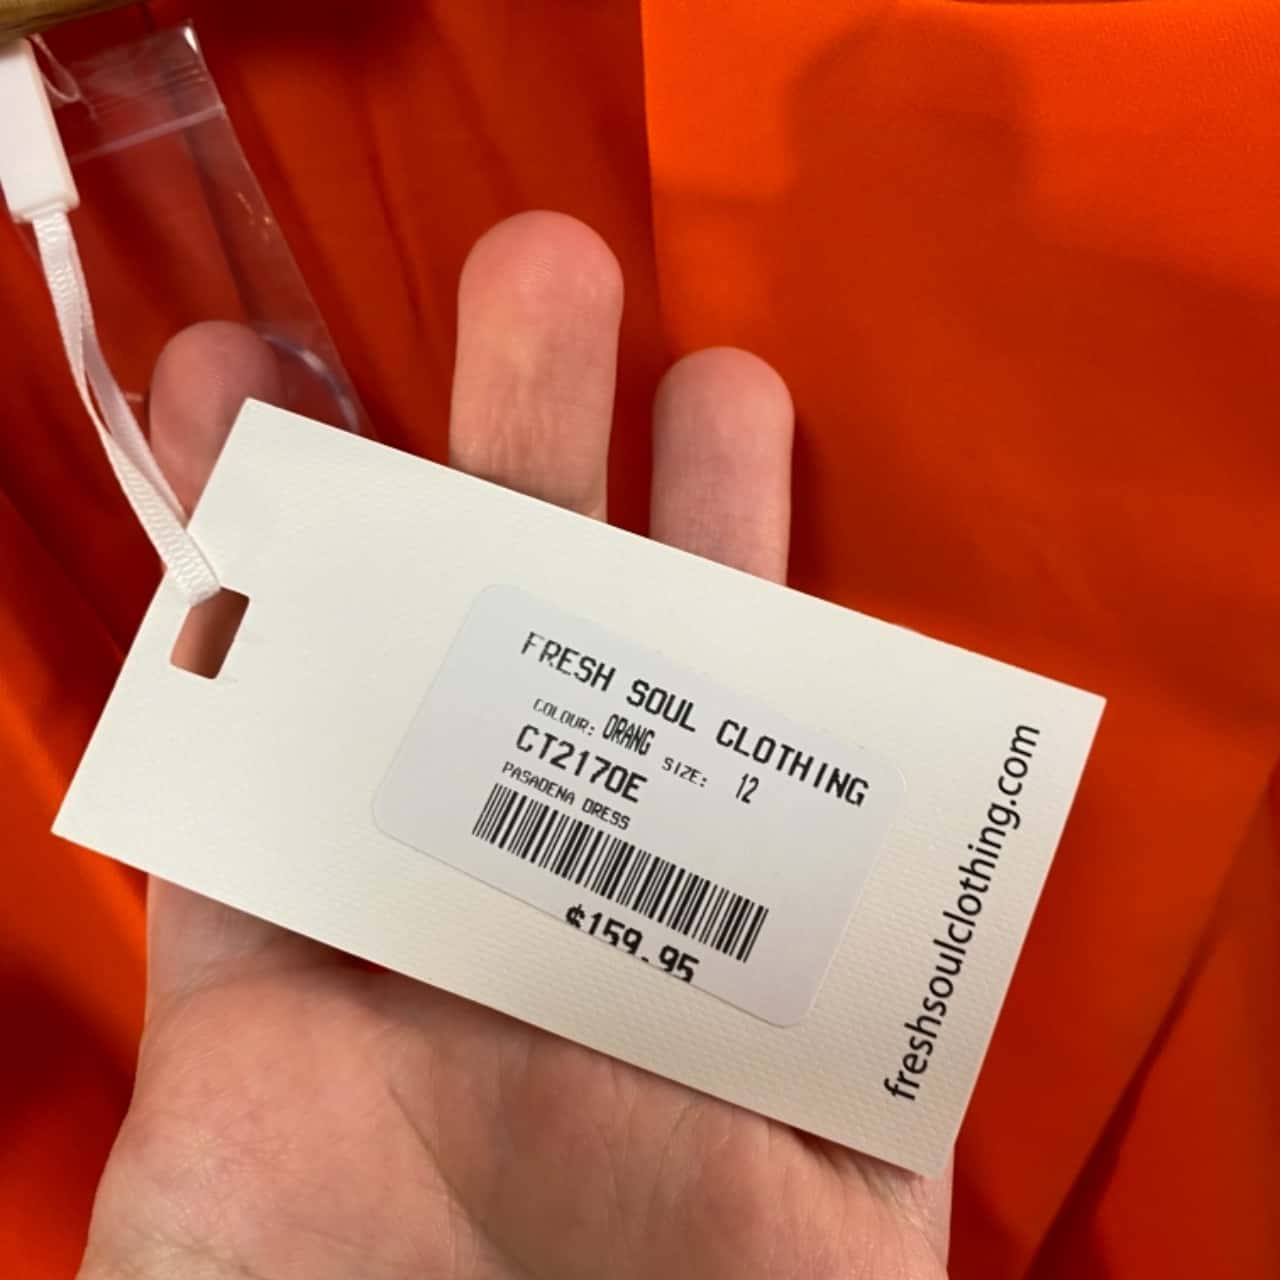 FRESH SOUL CLOTHING
COLOUR: ORANG SIZE: 12
CT2170E
PASADENA DRESS
$159.95
freshsoulclothing.com